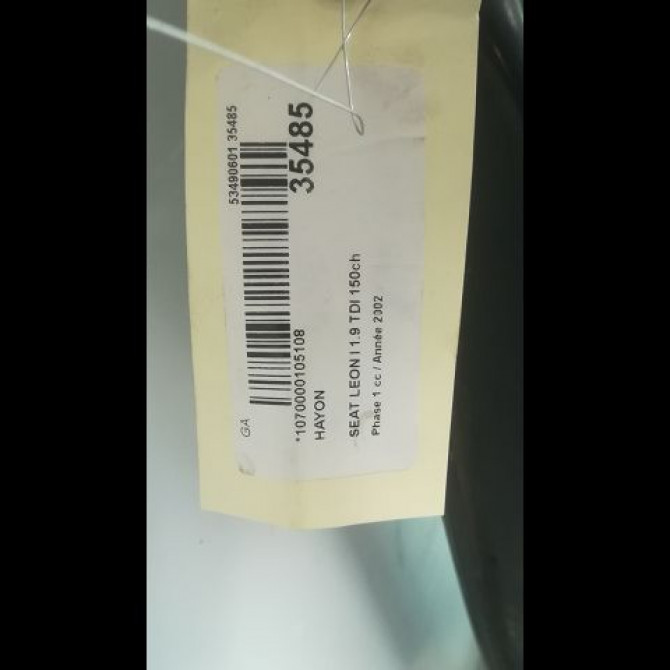 GA
53490601 35485
*1070000105108
35485
HAYON
SEAT LEON I 1.9 TDI 150ch
Phase 1 cc / Année 2002